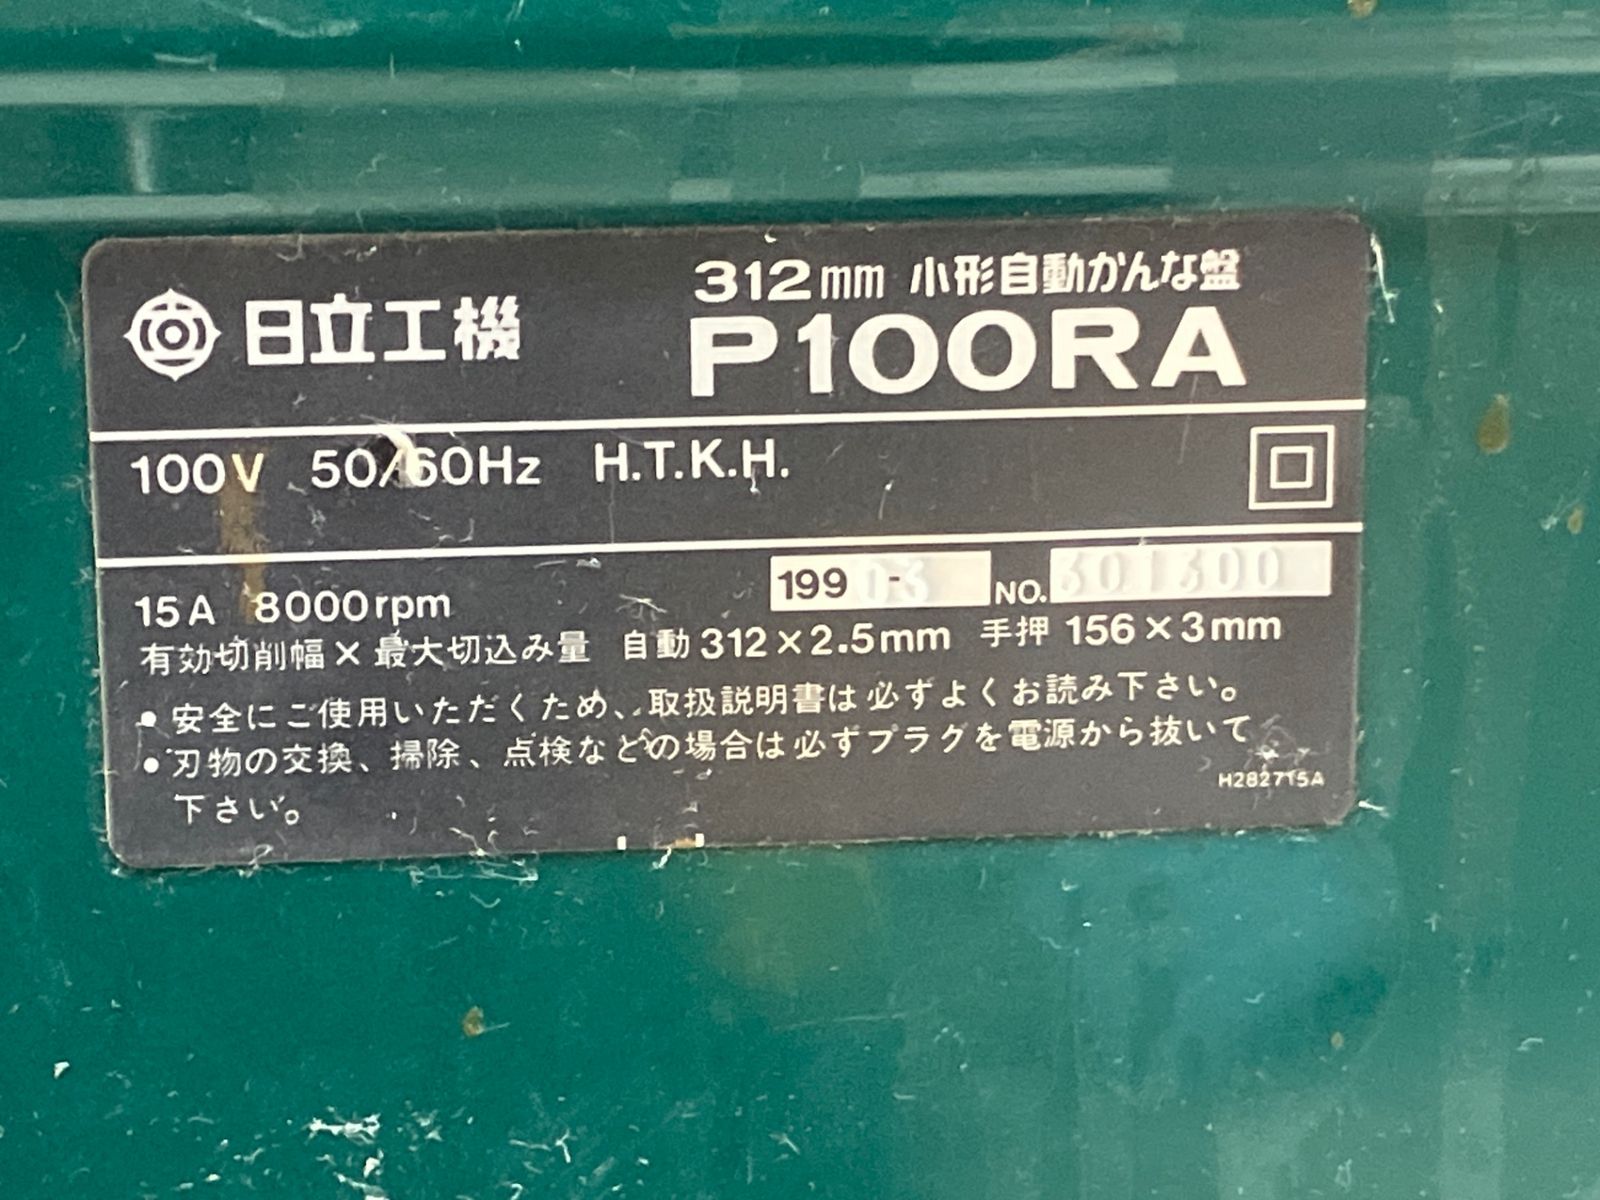 312mm 小形自動かんな盤
日立工機 P100RA
100V 50/60Hz H.T.K.H.
199 NO.
15A 8000rpm
有効切削幅×最大切込み量 自動 312×2.5mm 手押 156×3mm
● 安全にご使用いただくため、取扱説明書は必ずよくお読み下さい。
● 刃物の交換、掃除、点検などの場合は必ずプラグを電源から抜いて
下さい。
H282715A